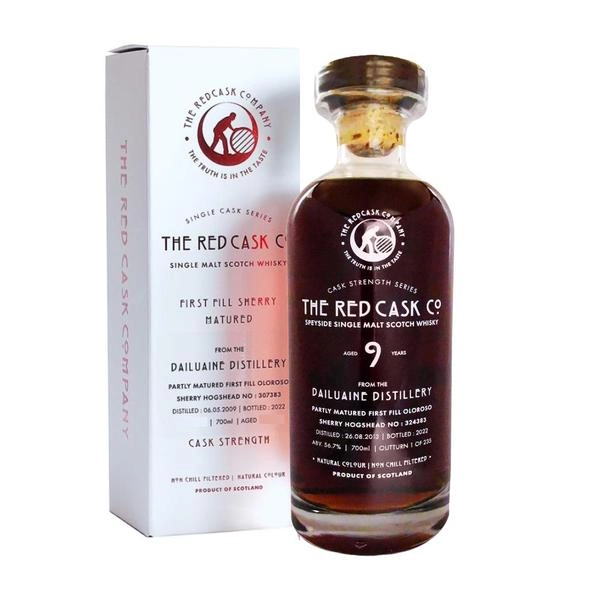 THE RED CASK COMPANY
THE RED CASK COMPANY
THE TRUTH IS IN THE TASTE
SINGLE CASK SERIES
THE RED CASK C
SINGLE MALT SCOTCH WHISKY
FIRST FILL SHERRY
MATURED
FROM THE
DAILUAINE DISTILLERY
PARTLY MATURED FIRST FILL OLOROSO
SHERRY HOGSHEAD NO : 307383
DISTILLED : 06.05.2009 | BOTTLED : 2022
| 700ml | AGED
CASK STRENGTH
NON CHILL FILTERED | NATURAL COLOUR
PRODUCT OF SCOTLAND
THE RED CASK COMPANY
THE TRUTH IS IN THE TASTE
CASK STRENGTH SERIES
THE RED CASK Co
SPEYSIDE SINGLE MALT SCOTCH WHISKY
AGED 9 YEARS
FROM THE
DAILUAINE DISTILLERY
PARTLY MATURED FIRST FILL OLOROSO
SHERRY HOGSHEAD NO : 324383
DISTILLED : 26.08.2013 | BOTTLED : 2022
ABV. 56.7% | 700ml | OUTTURN 1 OF 235
• NATURAL COLOUR | NON CHILL FILTERED •
PRODUCT OF SCOTLAND